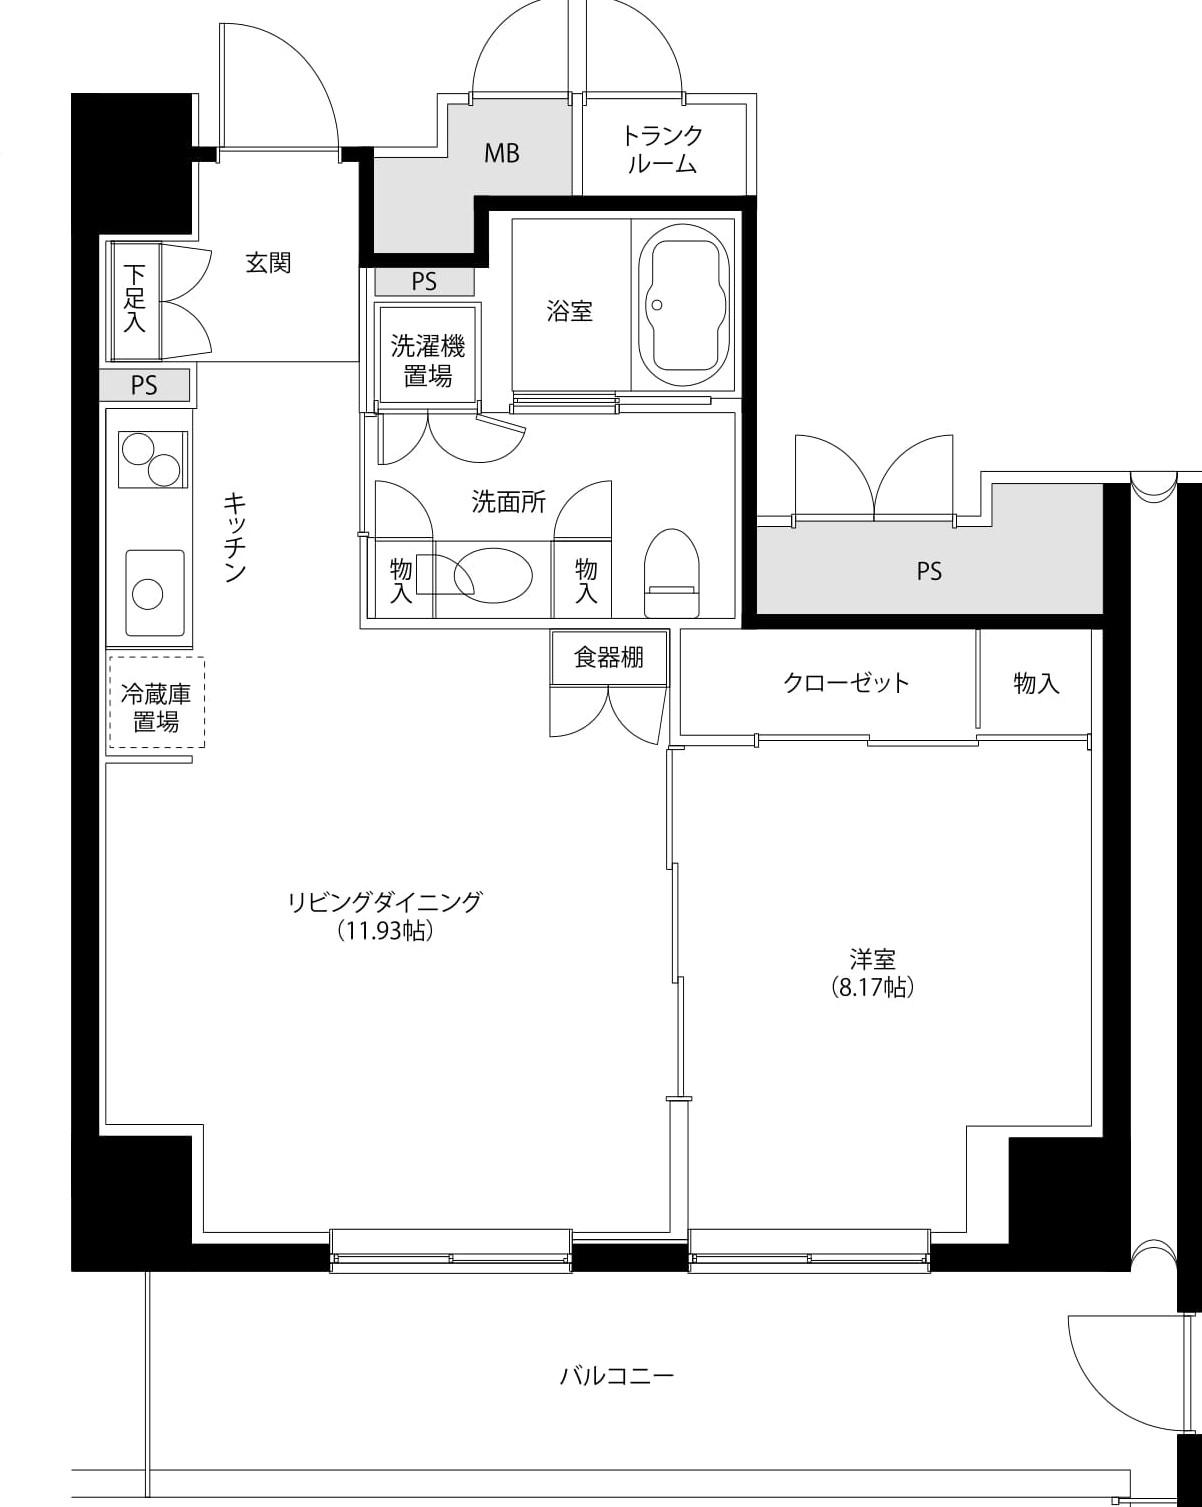 MB
トランク
ルーム
玄関
下足入
PS
洗濯機
置場
浴室
PS
キッチン
洗面所
物入
物入
PS
食器棚
クローゼット
物入
冷蔵庫
置場
リビングダイニング
(11.93帖)
洋室
(8.17帖)
バルコニー